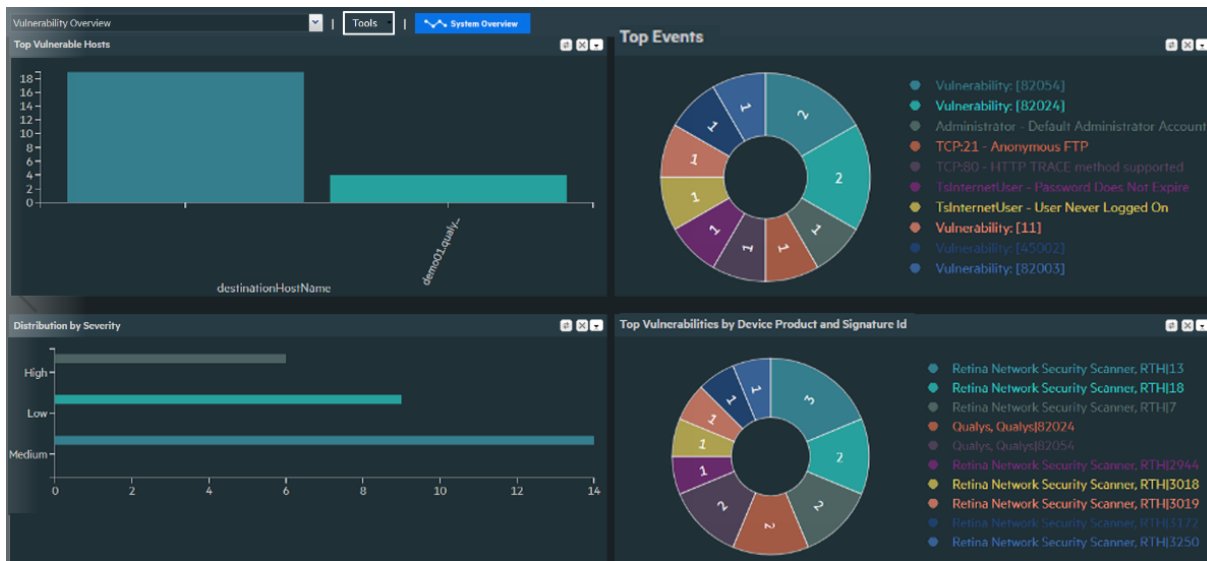 Vulnerability Overview | Tools | System Overview
Top Vulnerable Hosts
18
16
14
12
10
8
6
4
2
0
demo01.qualy...
destinationHostName
Top Events
2
2
1
1
1
1
1
1
1
1
Vulnerability: [82054]
Vulnerability: [82024]
Administrator - Default Administrator Account
TCP:21 - Anonymous FTP
TCP:80 - HTTP TRACE method supported
TsInternetUser - Password Does Not Expire
TsInternetUser - User Never Logged On
Vulnerability: [11]
Vulnerability: [45002]
Vulnerability: [82003]
Distribution by Severity
High
Low
Medium
0 2 4 6 8 10 12 14
Top Vulnerabilities by Device Product and Signature Id
3
2
2
2
2
1
1
1
1
1
Retina Network Security Scanner, RTH|13
Retina Network Security Scanner, RTH|18
Retina Network Security Scanner, RTH|7
Qualys, Qualys|82024
Qualys, Qualys|82054
Retina Network Security Scanner, RTH|2944
Retina Network Security Scanner, RTH|3018
Retina Network Security Scanner, RTH|3019
Retina Network Security Scanner, RTH|3172
Retina Network Security Scanner, RTH|3250